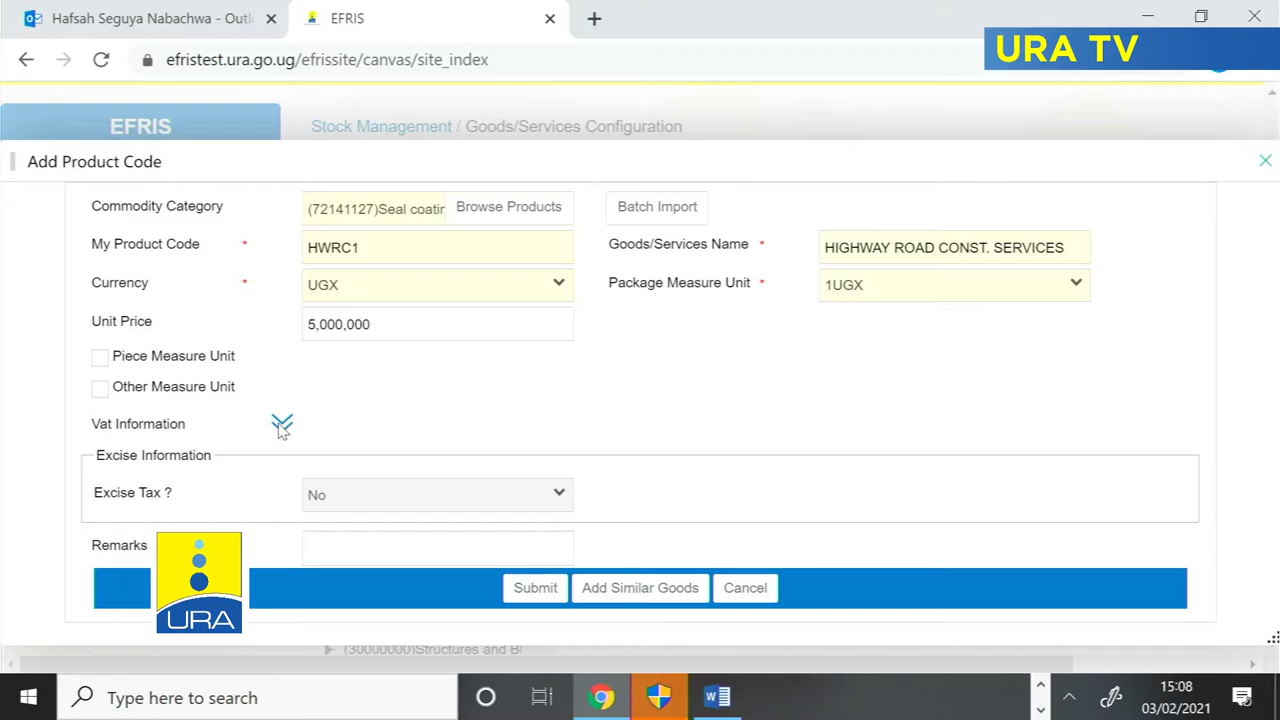 Hafsah Seguya Nabachwa - Outlo
EFRIS
URA TV
efristest.ura.go.ug/efrissite/canvas/site_index
EFRIS
Stock Management / Goods/Services Configuration
Add Product Code
Commodity Category
(72141127)Seal coatin
Browse Products
Batch Import
My Product Code *
HWRC1
Goods/Services Name *
HIGHWAY ROAD CONST. SERVICES
Currency *
UGX
Package Measure Unit *
1UGX
Unit Price
5,000,000
Piece Measure Unit
Other Measure Unit
Vat Information
Excise Information
Excise Tax ?
No
Remarks
Submit
Add Similar Goods
Cancel
URA
(30000000)Structures and B
Type here to search
15:08
03/02/2021